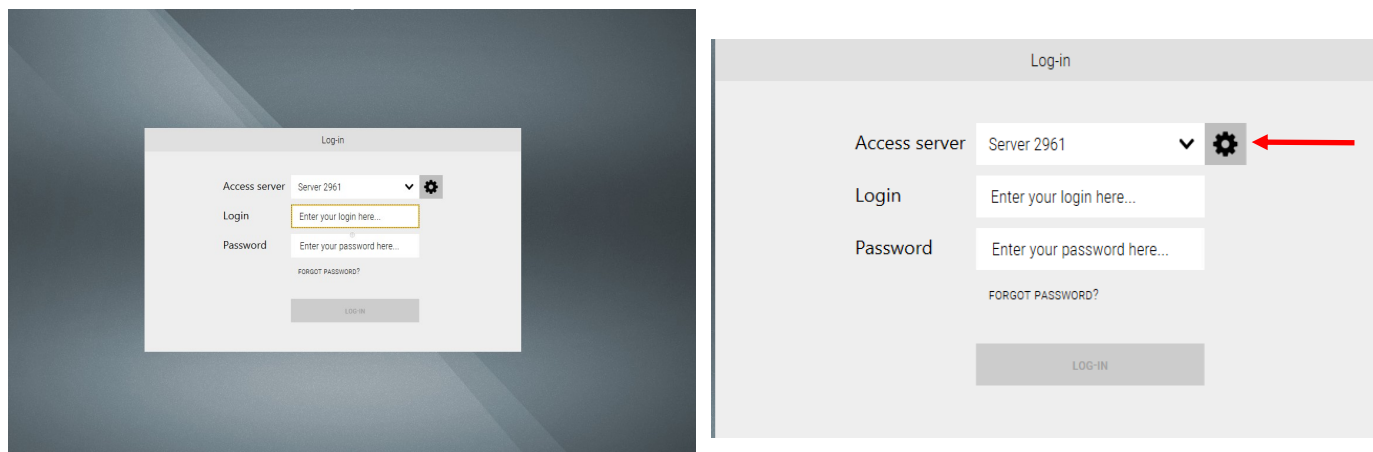 Log-in
Access server Server 2961
Login Enter your login here...
Password Enter your password here...
FORGOT PASSWORD?
LOG-IN
Log-in
Access server Server 2961
Login Enter your login here...
Password Enter your password here...
FORGOT PASSWORD?
LOG-IN